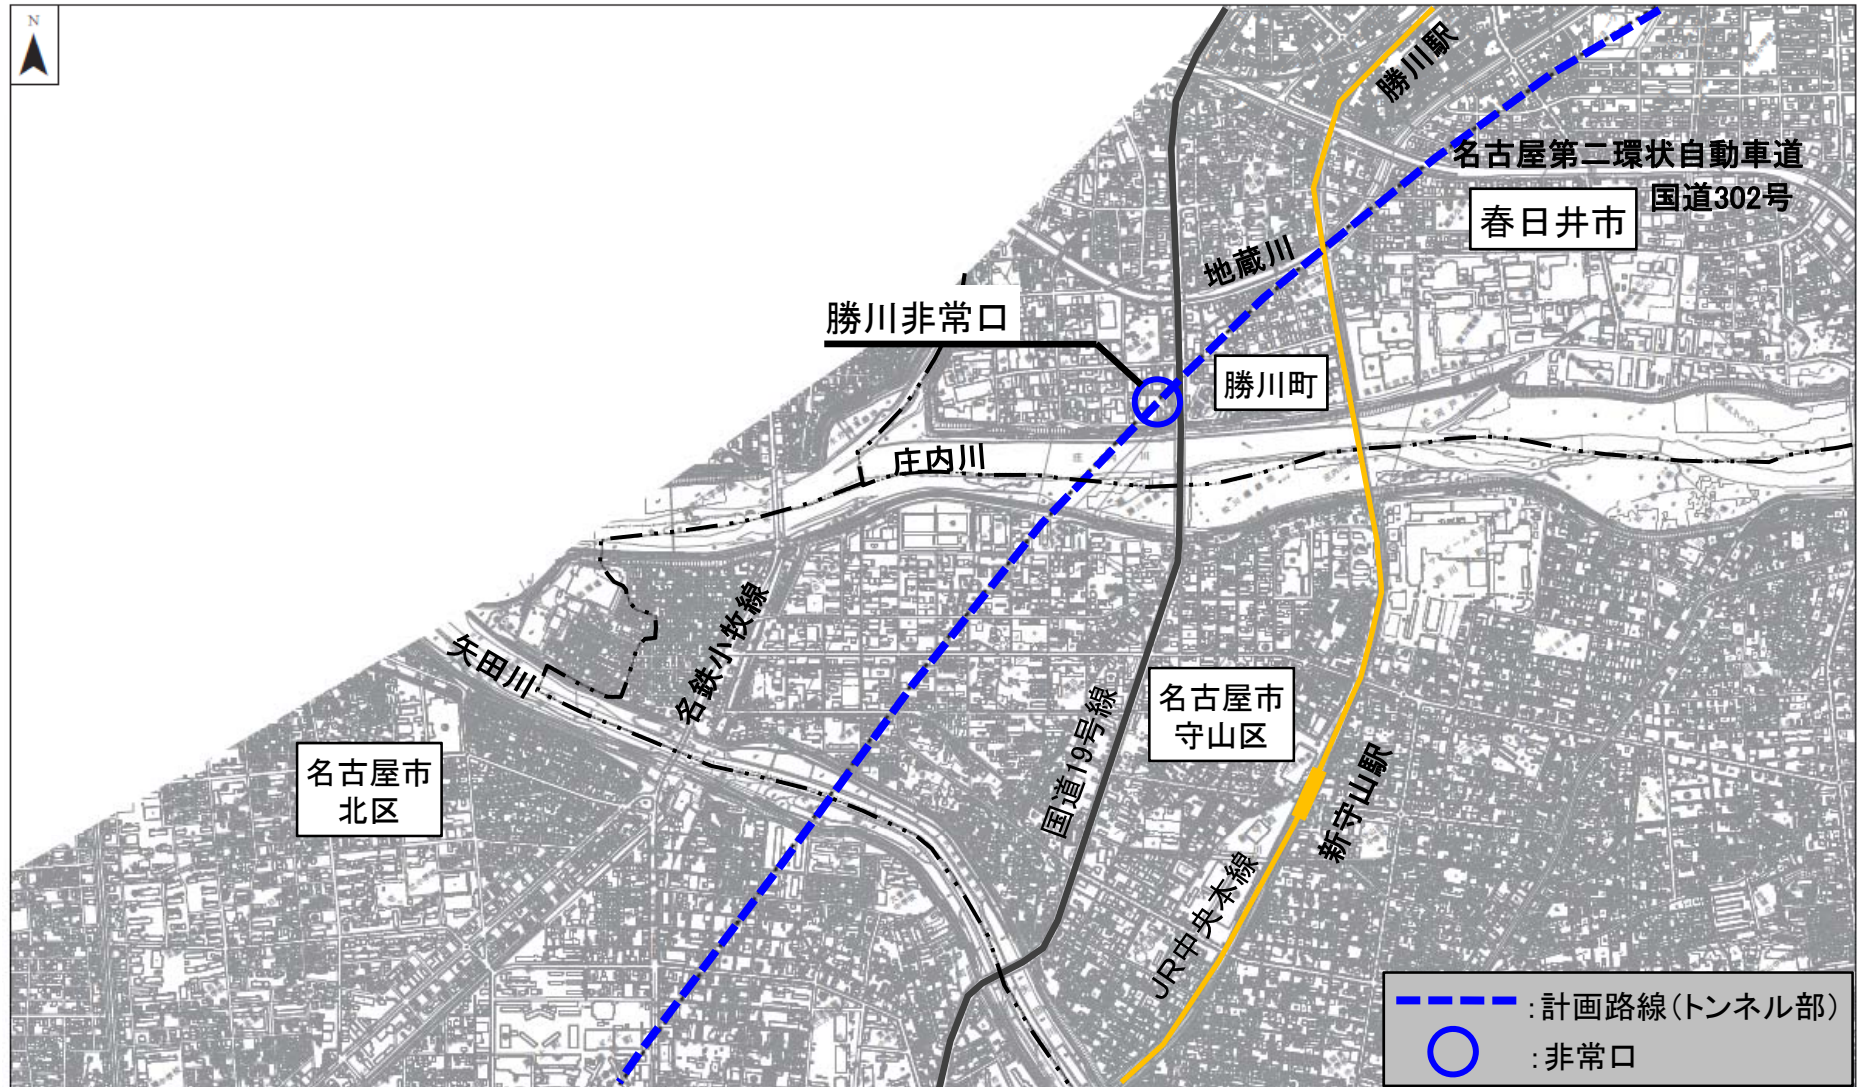 N
勝川駅
名古屋第二環状自動車道
国道302号
春日井市
地蔵川
勝川非常口
勝川町
庄内川
名鉄小牧線
矢田川
名古屋市
守山区
国道19号線
新守山駅
名古屋市
北区
JR中央本線
:計画路線(トンネル部)
:非常口